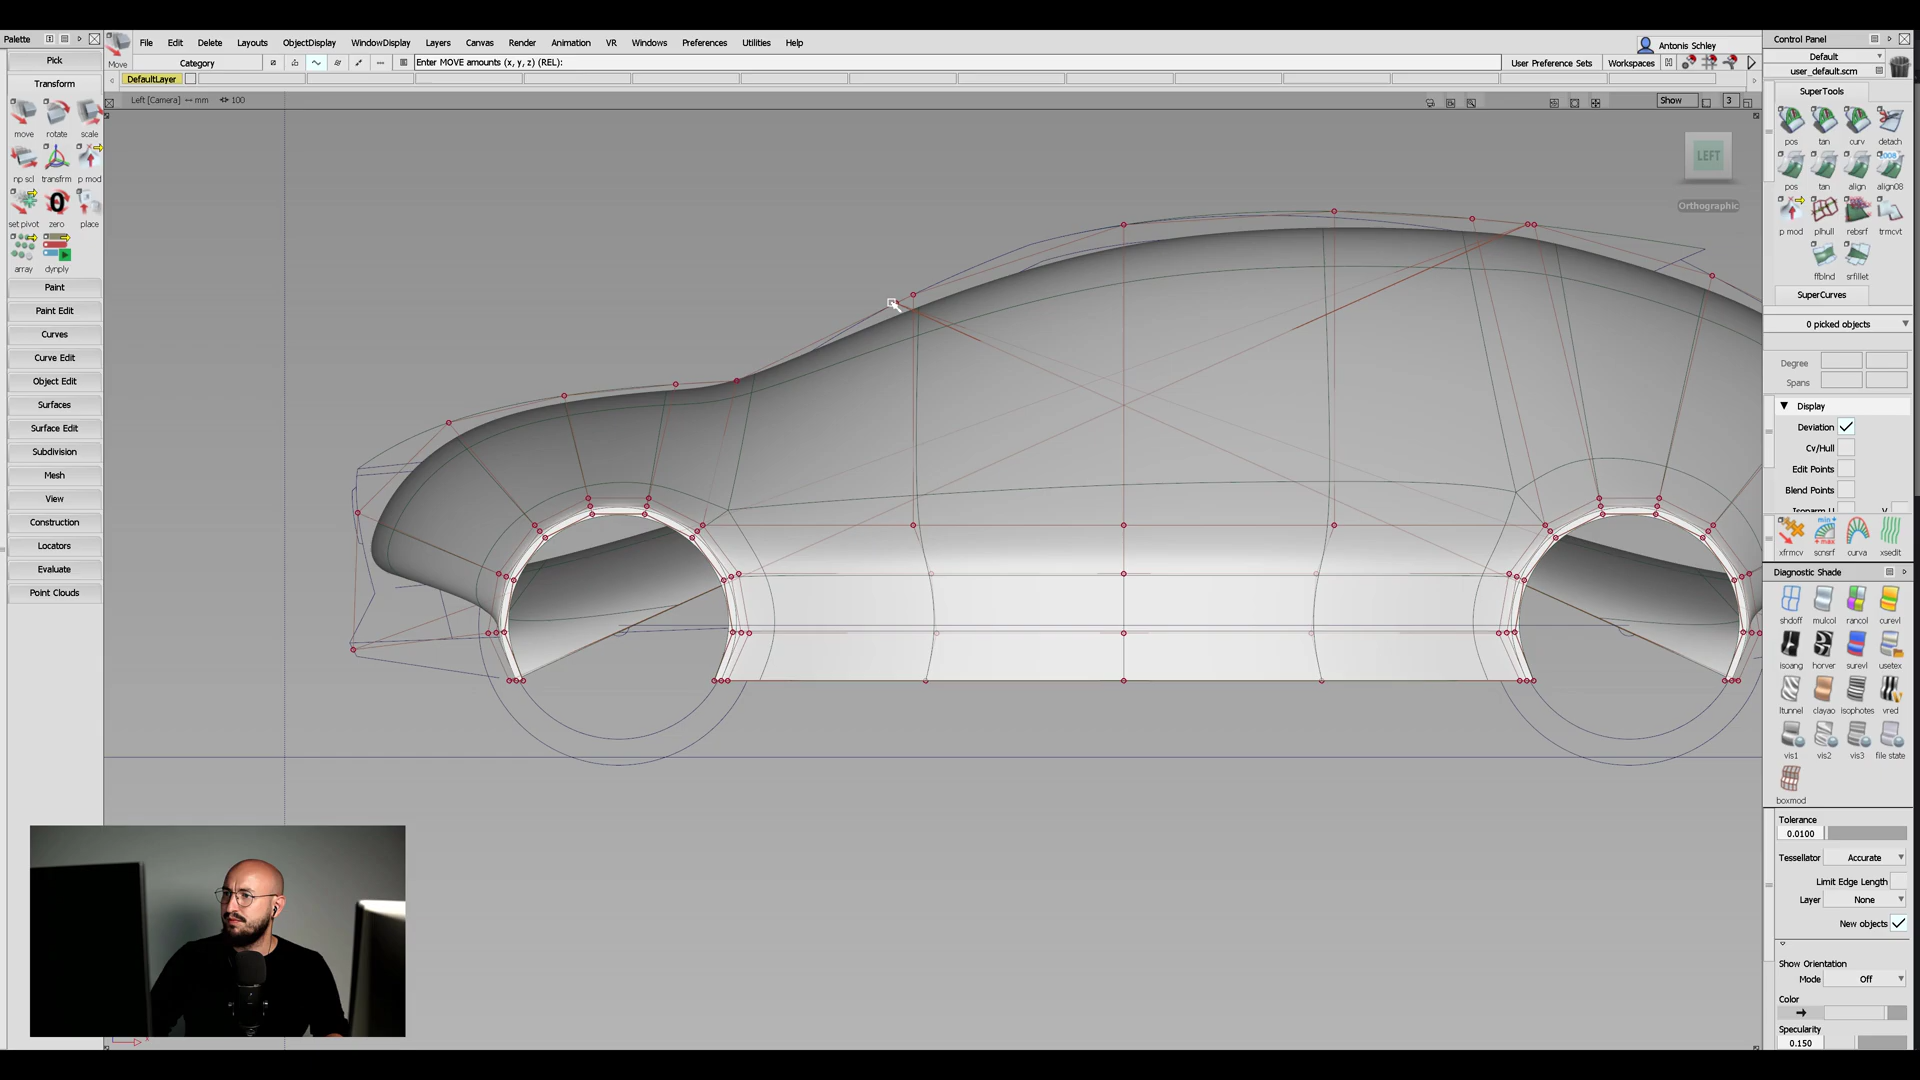 Palette
Pick
Transform
move rotate scale
np scl transfrm p mod
set pivot zero place
array dynply
Paint
Paint Edit
Curves
Curve Edit
Object Edit
Surfaces
Surface Edit
Subdivision
Mesh
View
Construction
Locators
Evaluate
Point Clouds
Move
File Edit Delete Layouts ObjectDisplay WindowDisplay Layers Canvas Render Animation VR Windows Preferences Utilities Help
Antonis Schley
Category
Enter MOVE amounts (x, y, z) (REL):
User Preference Sets
Workspaces
DefaultLayer
Left [Camera] -- mm 100
Show
3
LEFT
Orthographic
Control Panel
Default
user_default.scm
SuperTools
pos tan curv detach
pos tan align align08
p mod plhull rebsrf trmcvt
ffblnd srfillet
SuperCurves
0 picked objects
Degree
Spans
Display
Deviation
Cv/Hull
Edit Points
Blend Points
xfrmcv scnsrf curva xsedit
Diagnostic Shade
shdoff mulcol rancol curevl
isoang horver surevl usetex
ltunnel clayao isophotes vred
vis1 vis2 vis3 file state
boxmod
Tolerance
0.0100
Tessellator Accurate
Limit Edge Length
Layer None
New objects
Show Orientation
Mode Off
Color
Specularity
0.150